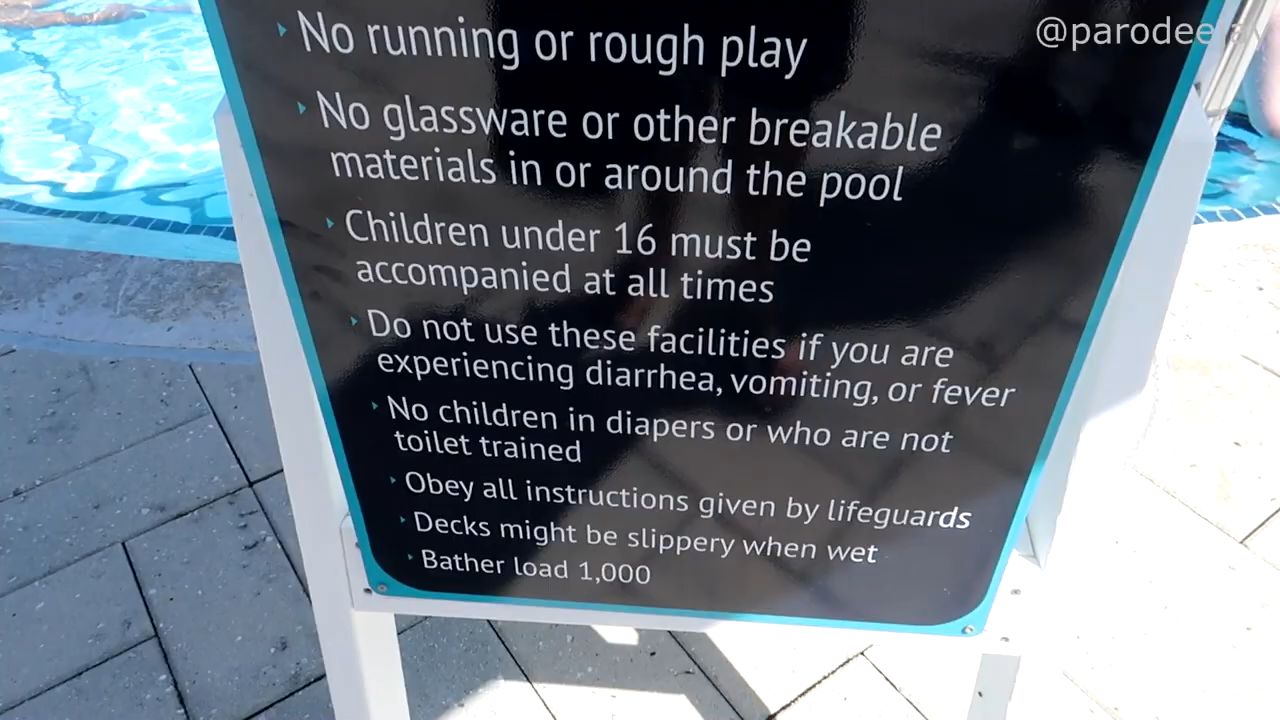 @parodee
No running or rough play
No glassware or other breakable
materials in or around the pool
Children under 16 must be
accompanied at all times
Do not use these facilities if you are
experiencing diarrhea, vomiting, or fever
No children in diapers or who are not
toilet trained
Obey all instructions given by lifeguards
Decks might be slippery when wet
Bather load 1,000